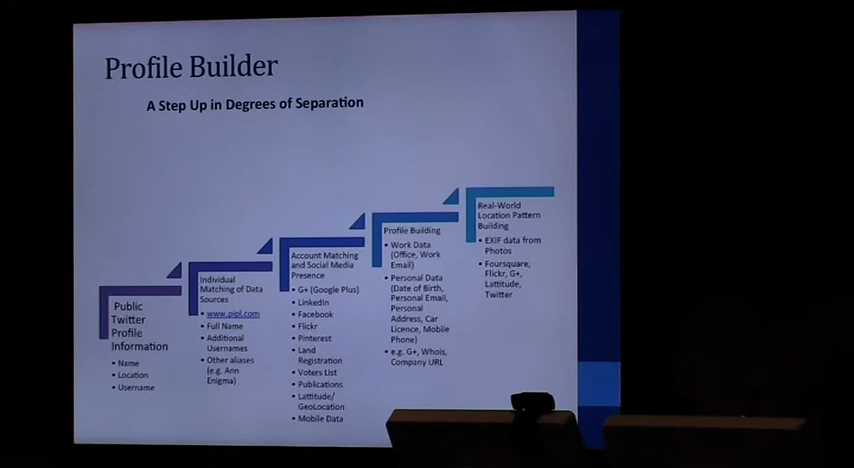 Profile Builder
A Step Up in Degrees of Separation
Public
Twitter
Profile
Information
• Name
• Location
• Username
Individual
Matching of Data
Sources
• www.pipl.com
• Full Name
• Additional
Usernames
• Other aliases
(e.g. Ann
Enigma)
Account Matching
and Social Media
Presence
• G+ (Google Plus)
• LinkedIn
• Facebook
• Flickr
• Pinterest
• Land
Registration
• Voters List
• Publications
• Lattitude/
GeoLocation
• Mobile Data
Profile Building
• Work Data
(Office, Work
Email)
• Personal Data
(Date of Birth,
Personal Email,
Personal
Address, Car
Licence, Mobile
Phone)
• e.g. G+, Whois,
Company URL
Real-World
Location Pattern
Building
• EXIF data from
Photos
• Foursquare,
Flickr, G+,
Lattitude,
Twitter